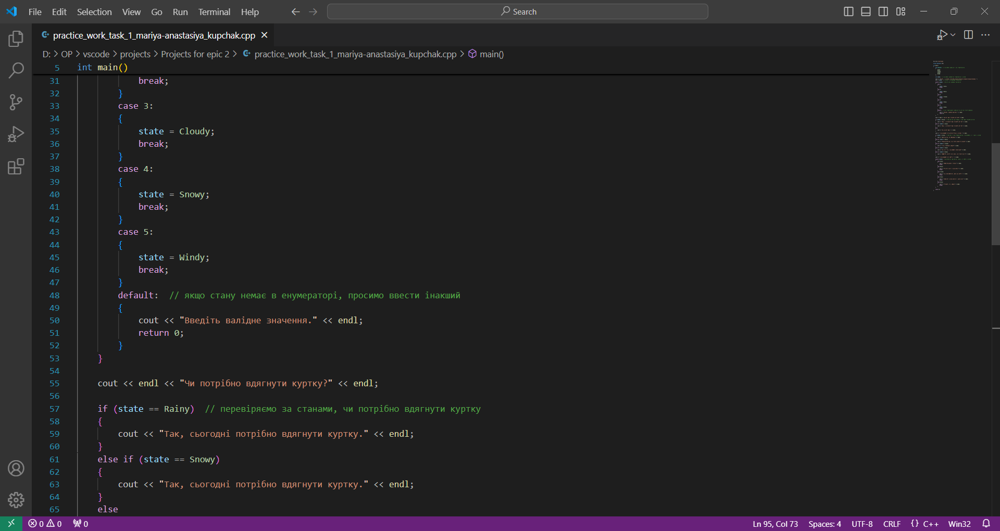 File Edit Selection View Go Run Terminal Help Search
practice_work_task_1_mariya-anastasiya_kupchak.cpp
D: > OP > vscode > projects > Projects for epic 2 > practice_work_task_1_mariya-anastasiya_kupchak.cpp > main()
5 int main()
31 break;
32 }
33 case 3:
34 {
35 state = Cloudy;
36 break;
37 }
38 case 4:
39 {
40 state = Snowy;
41 break;
42 }
43 case 5:
44 {
45 state = Windy;
46 break;
47 }
48 default: // якщо стану немає в енумераторі, просимо ввести інакший
49 {
50 cout << "Введіть валідне значення." << endl;
51 return 0;
52 }
53 }
54
55 cout << endl << "Чи потрібно вдягнути куртку?" << endl;
56
57 if (state == Rainy) // перевіряємо за станами, чи потрібно вдягнути куртку
58 {
59 cout << "Так, сьогодні потрібно вдягнути куртку." << endl;
60 }
61 else if (state == Snowy)
62 {
63 cout << "Так, сьогодні потрібно вдягнути куртку." << endl;
64 }
65 else
0 0 0 Ln 95, Col 73 Spaces: 4 UTF-8 CRLF {} C++ Win32